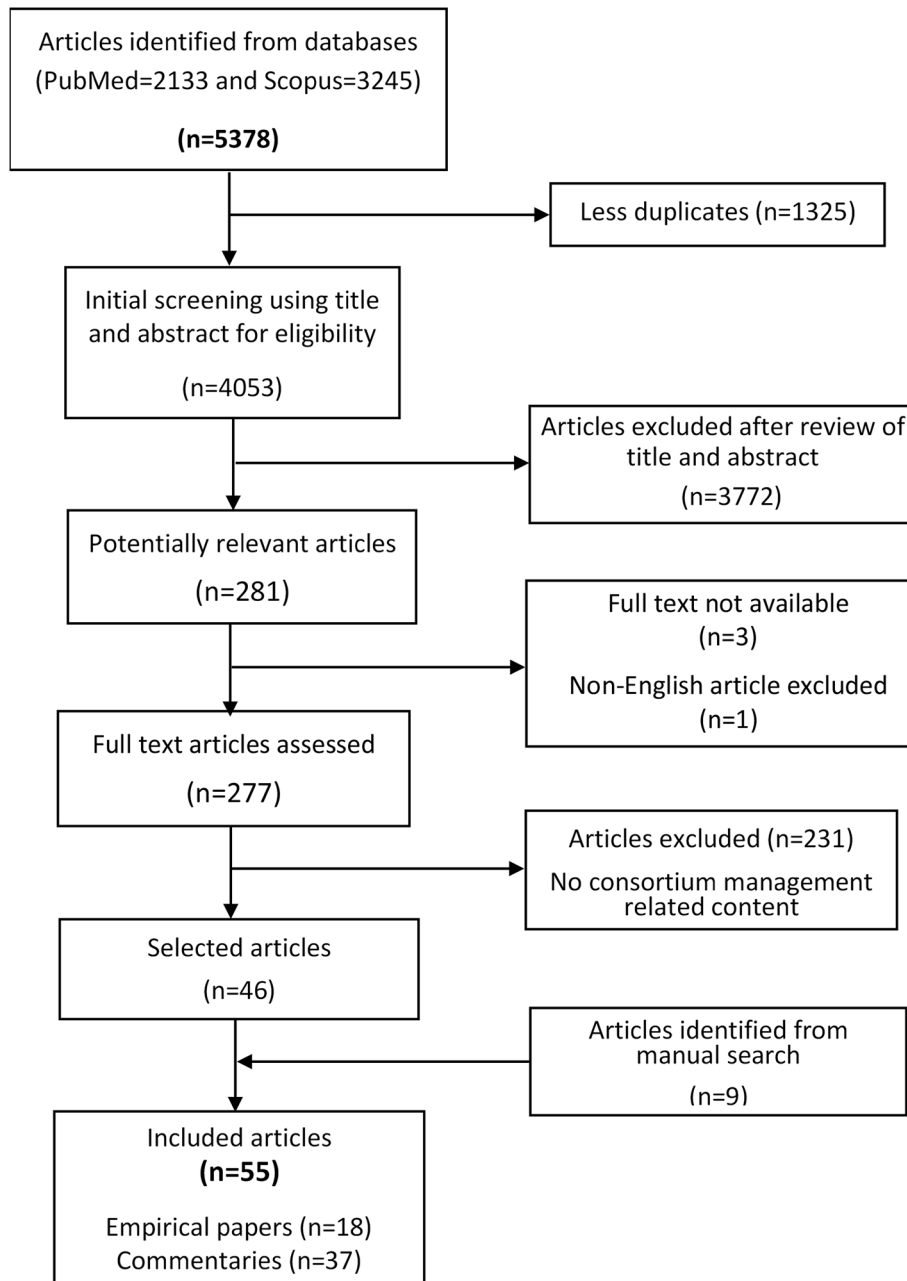 Articles identified from databases
(PubMed=2133 and Scopus=3245)
(n=5378)
Less duplicates (n=1325)
Initial screening using title
and abstract for eligibility
(n=4053)
Articles excluded after review of
title and abstract
(n=3772)
Potentially relevant articles
(n=281)
Full text not available
(n=3)
Non-English article excluded
(n=1)
Full text articles assessed
(n=277)
Articles excluded (n=231)
No consortium management
related content
Selected articles
(n=46)
Articles identified from
manual search
(n=9)
Included articles
(n=55)
Empirical papers (n=18)
Commentaries (n=37)